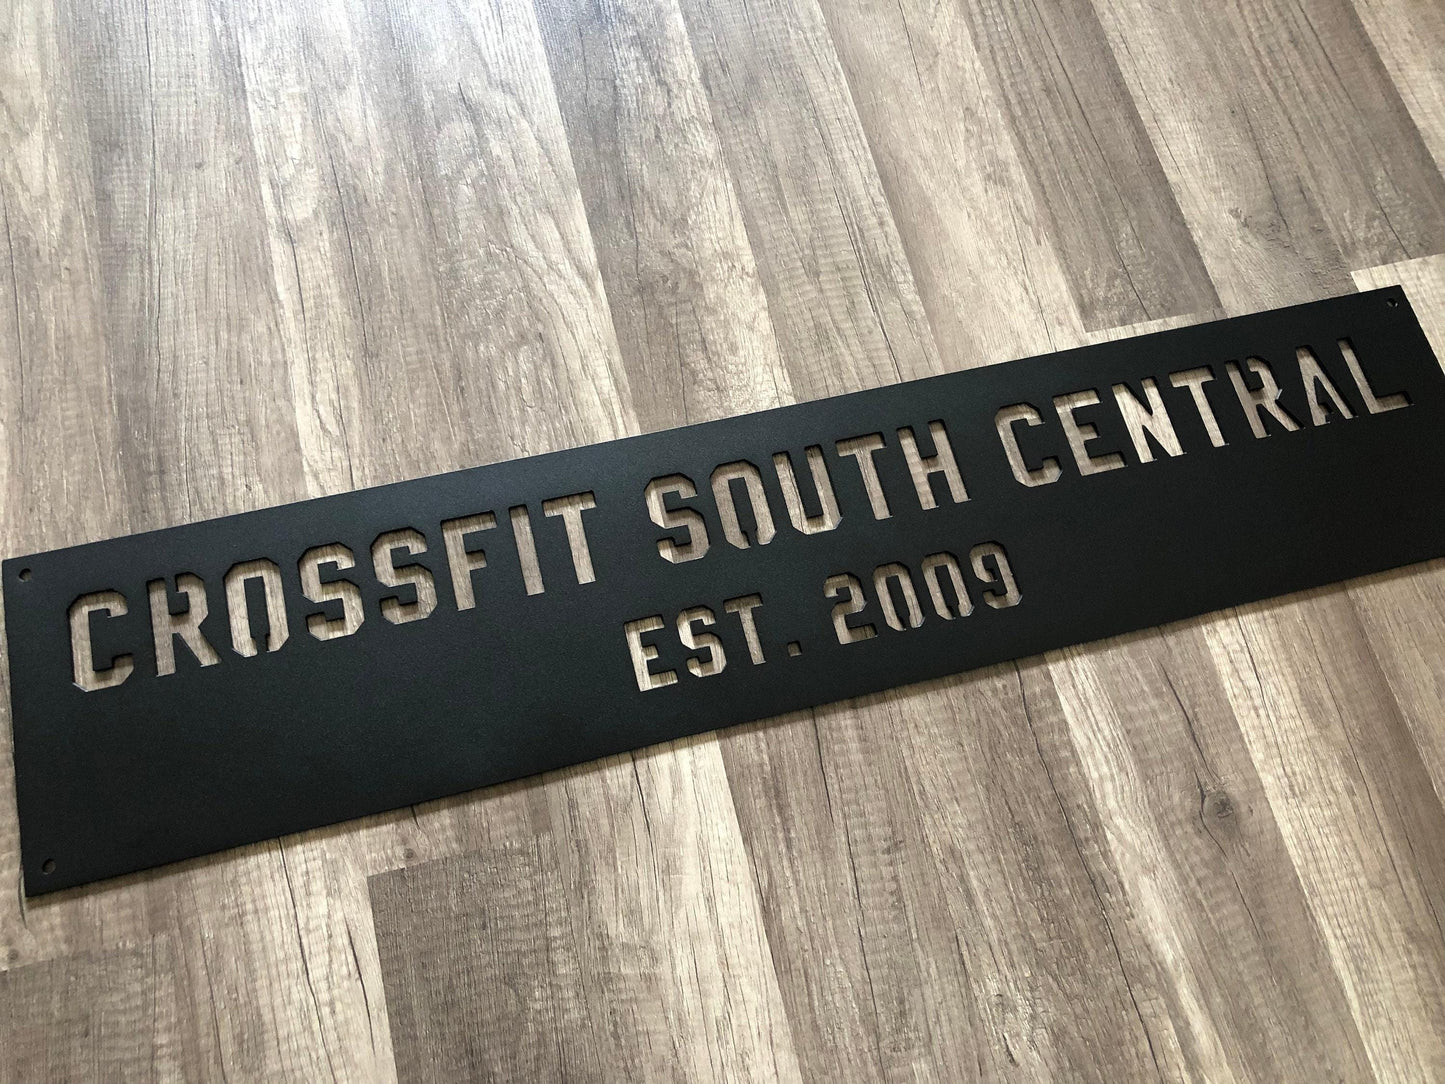 CROSSFIT SOUTH CENTRAL
EST. 2009